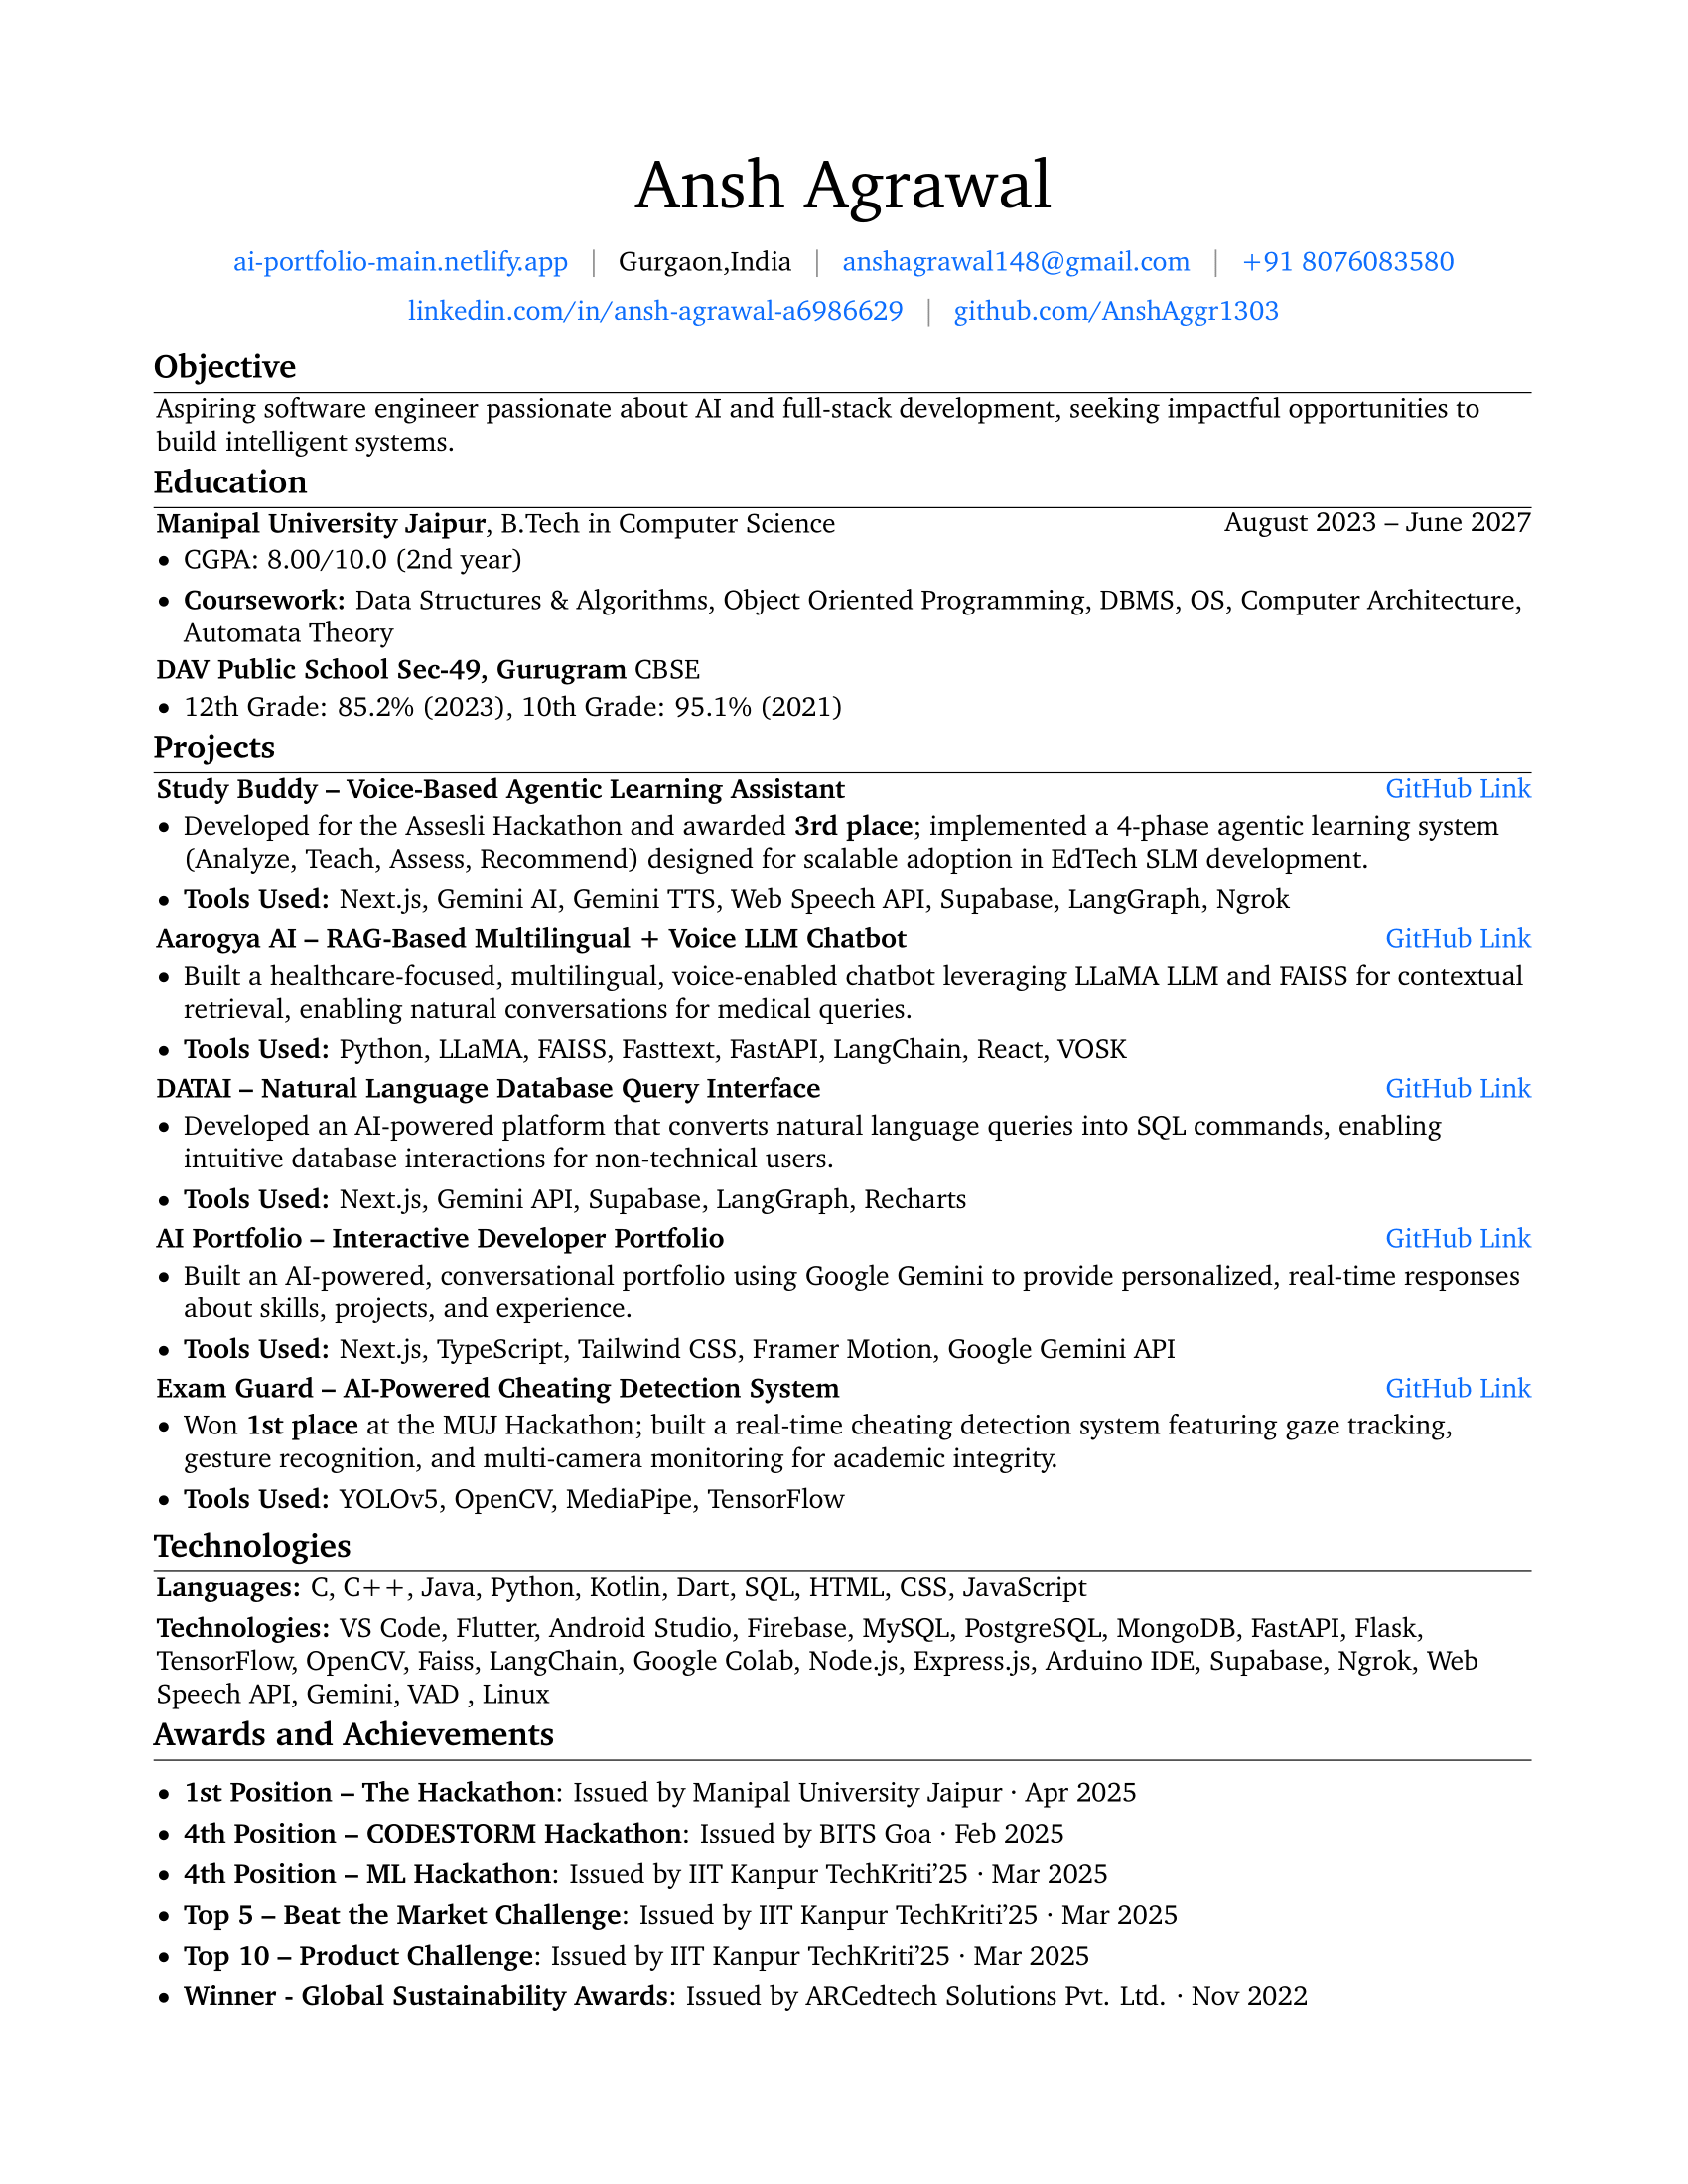 Ansh Agrawal
ai-portfolio-main.netlify.app | Gurgaon,India | anshagrawal148@gmail.com | +91 8076083580
linkedin.com/in/ansh-agrawal-a6986629 | github.com/AnshAggr1303
Objective
Aspiring software engineer passionate about AI and full-stack development, seeking impactful opportunities to
build intelligent systems.
Education
Manipal University Jaipur, B.Tech in Computer Science August 2023 – June 2027
• CGPA: 8.00/10.0 (2nd year)
• Coursework: Data Structures & Algorithms, Object Oriented Programming, DBMS, OS, Computer Architecture,
Automata Theory
DAV Public School Sec-49, Gurugram CBSE
• 12th Grade: 85.2% (2023), 10th Grade: 95.1% (2021)
Projects
Study Buddy – Voice-Based Agentic Learning Assistant GitHub Link
• Developed for the Assesli Hackathon and awarded 3rd place; implemented a 4-phase agentic learning system
(Analyze, Teach, Assess, Recommend) designed for scalable adoption in EdTech SLM development.
• Tools Used: Next.js, Gemini AI, Gemini TTS, Web Speech API, Supabase, LangGraph, Ngrok
Aarogya AI – RAG-Based Multilingual + Voice LLM Chatbot GitHub Link
• Built a healthcare-focused, multilingual, voice-enabled chatbot leveraging LLaMA LLM and FAISS for contextual
retrieval, enabling natural conversations for medical queries.
• Tools Used: Python, LLaMA, FAISS, Fasttext, FastAPI, LangChain, React, VOSK
DATAI – Natural Language Database Query Interface GitHub Link
• Developed an AI-powered platform that converts natural language queries into SQL commands, enabling
intuitive database interactions for non-technical users.
• Tools Used: Next.js, Gemini API, Supabase, LangGraph, Recharts
AI Portfolio – Interactive Developer Portfolio GitHub Link
• Built an AI-powered, conversational portfolio using Google Gemini to provide personalized, real-time responses
about skills, projects, and experience.
• Tools Used: Next.js, TypeScript, Tailwind CSS, Framer Motion, Google Gemini API
Exam Guard – AI-Powered Cheating Detection System GitHub Link
• Won 1st place at the MUJ Hackathon; built a real-time cheating detection system featuring gaze tracking,
gesture recognition, and multi-camera monitoring for academic integrity.
• Tools Used: YOLOv5, OpenCV, MediaPipe, TensorFlow
Technologies
Languages: C, C++, Java, Python, Kotlin, Dart, SQL, HTML, CSS, JavaScript
Technologies: VS Code, Flutter, Android Studio, Firebase, MySQL, PostgreSQL, MongoDB, FastAPI, Flask,
TensorFlow, OpenCV, Faiss, LangChain, Google Colab, Node.js, Express.js, Arduino IDE, Supabase, Ngrok, Web
Speech API, Gemini, VAD , Linux
Awards and Achievements
• 1st Position – The Hackathon: Issued by Manipal University Jaipur · Apr 2025
• 4th Position – CODESTORM Hackathon: Issued by BITS Goa · Feb 2025
• 4th Position – ML Hackathon: Issued by IIT Kanpur TechKriti’25 · Mar 2025
• Top 5 – Beat the Market Challenge: Issued by IIT Kanpur TechKriti’25 · Mar 2025
• Top 10 – Product Challenge: Issued by IIT Kanpur TechKriti’25 · Mar 2025
• Winner - Global Sustainability Awards: Issued by ARCedtech Solutions Pvt. Ltd. · Nov 2022